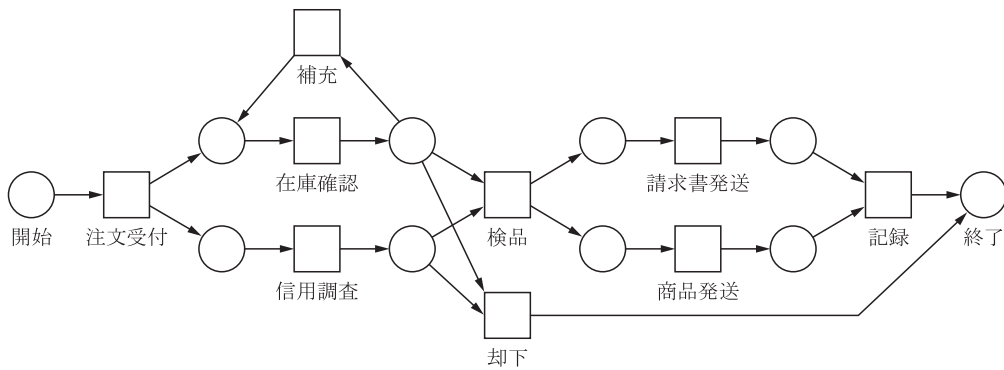 補充
在庫確認
請求書発送
開始
注文受付
検品
記録
終了
信用調査
商品発送
却下